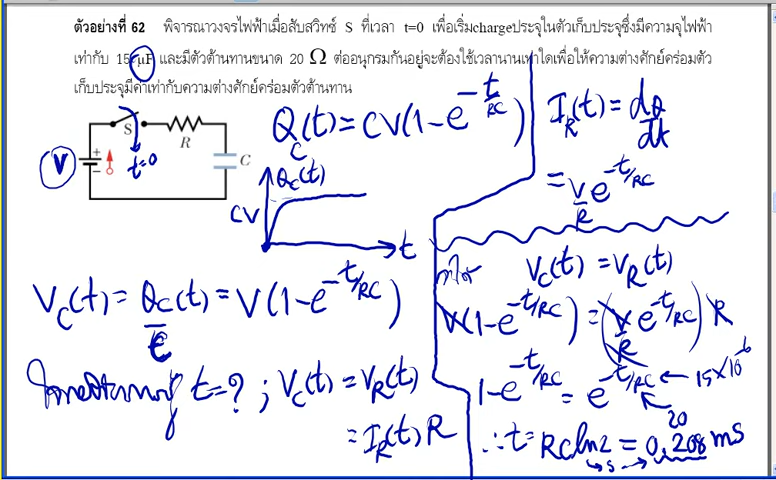 ตัวอย่างที่ 62 พิจารณาวงจรไฟฟ้าเมื่อสับสวิทซ์ S ที่เวลา t=0 เพื่อเริ่มchargeประจุในตัวเก็บประจุซึ่งมีความจุไฟฟ้า
เท่ากับ 15 μF และมีตัวต้านทานขนาด 20 Ω ต่ออนุกรมกันอยู่จะต้องใช้เวลานานเท่าใดเพื่อให้ความต่างศักย์คร่อมตัว
เก็บประจุมีค่าเท่ากับความต่างศักย์คร่อมตัวต้านทาน
S R C
V t=0
Q_C(t) = CV(1-e^{-t/RC})
Q_C(t)
CV
t
V_C(t) = Q_C(t)/C = V(1-e^{-t/RC})
t=? ; V_C(t) = V_R(t)
= I_R(t) R
I_R(t) = dQ/dt
= V/R e^{-t/RC}
V_C(t) = V_R(t)
V(1-e^{-t/RC}) = (V/R e^{-t/RC}) R
1-e^{-t/RC} = e^{-t/RC} ← 15×10^{-6}
20
∴ t = RC ln2 = 0.208 ms
s